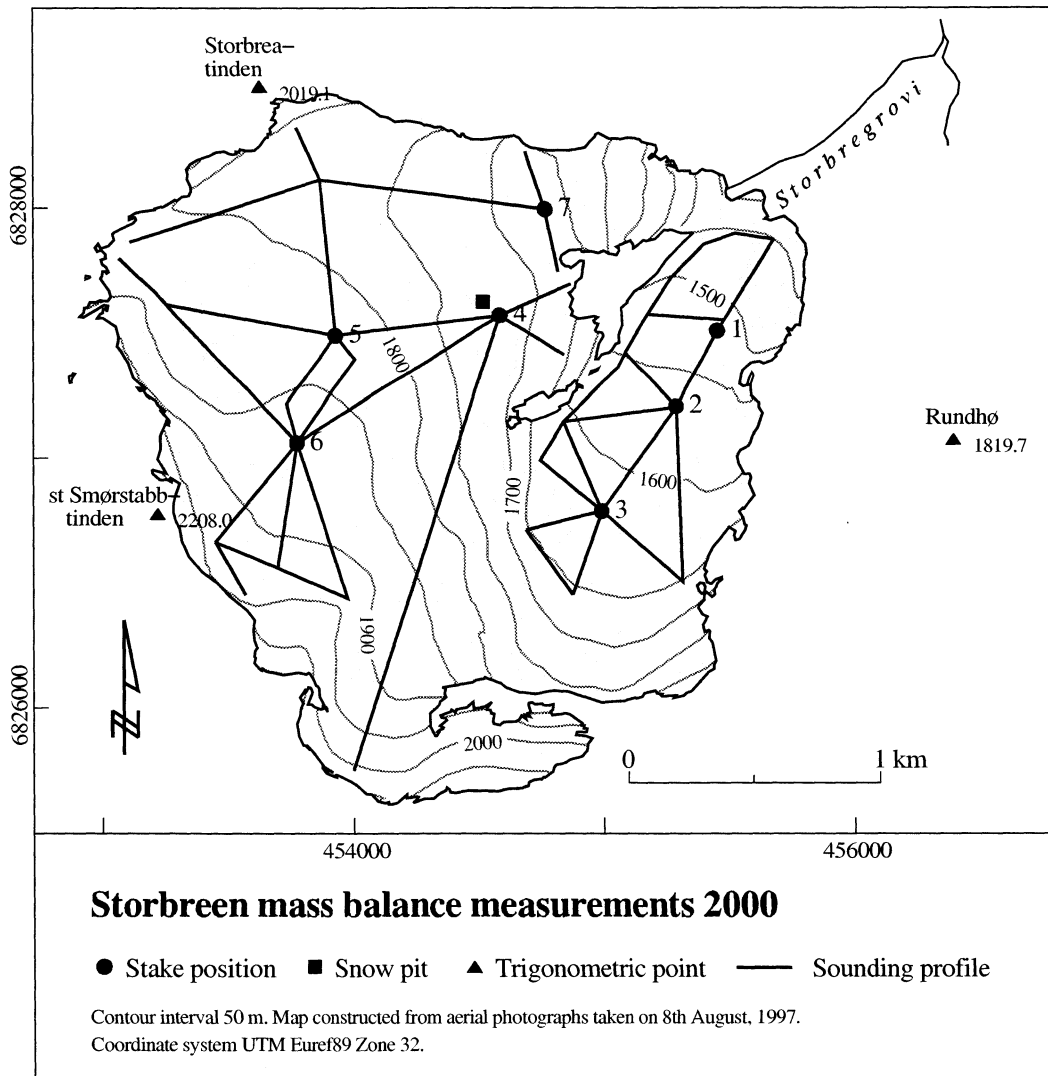 Storbrea–
tinden
2019.1
Storbregrovi
6828000
7
1500
4
1
5
1800
2
Rundhø
1819.7
6
1600
1700
3
st Smørstabb–
tinden
2208.0
1900
6826000
2000
0 1 km
454000
456000
Storbreen mass balance measurements 2000
Stake position Snow pit Trigonometric point Sounding profile
Contour interval 50 m. Map constructed from aerial photographs taken on 8th August, 1997.
Coordinate system UTM Euref89 Zone 32.